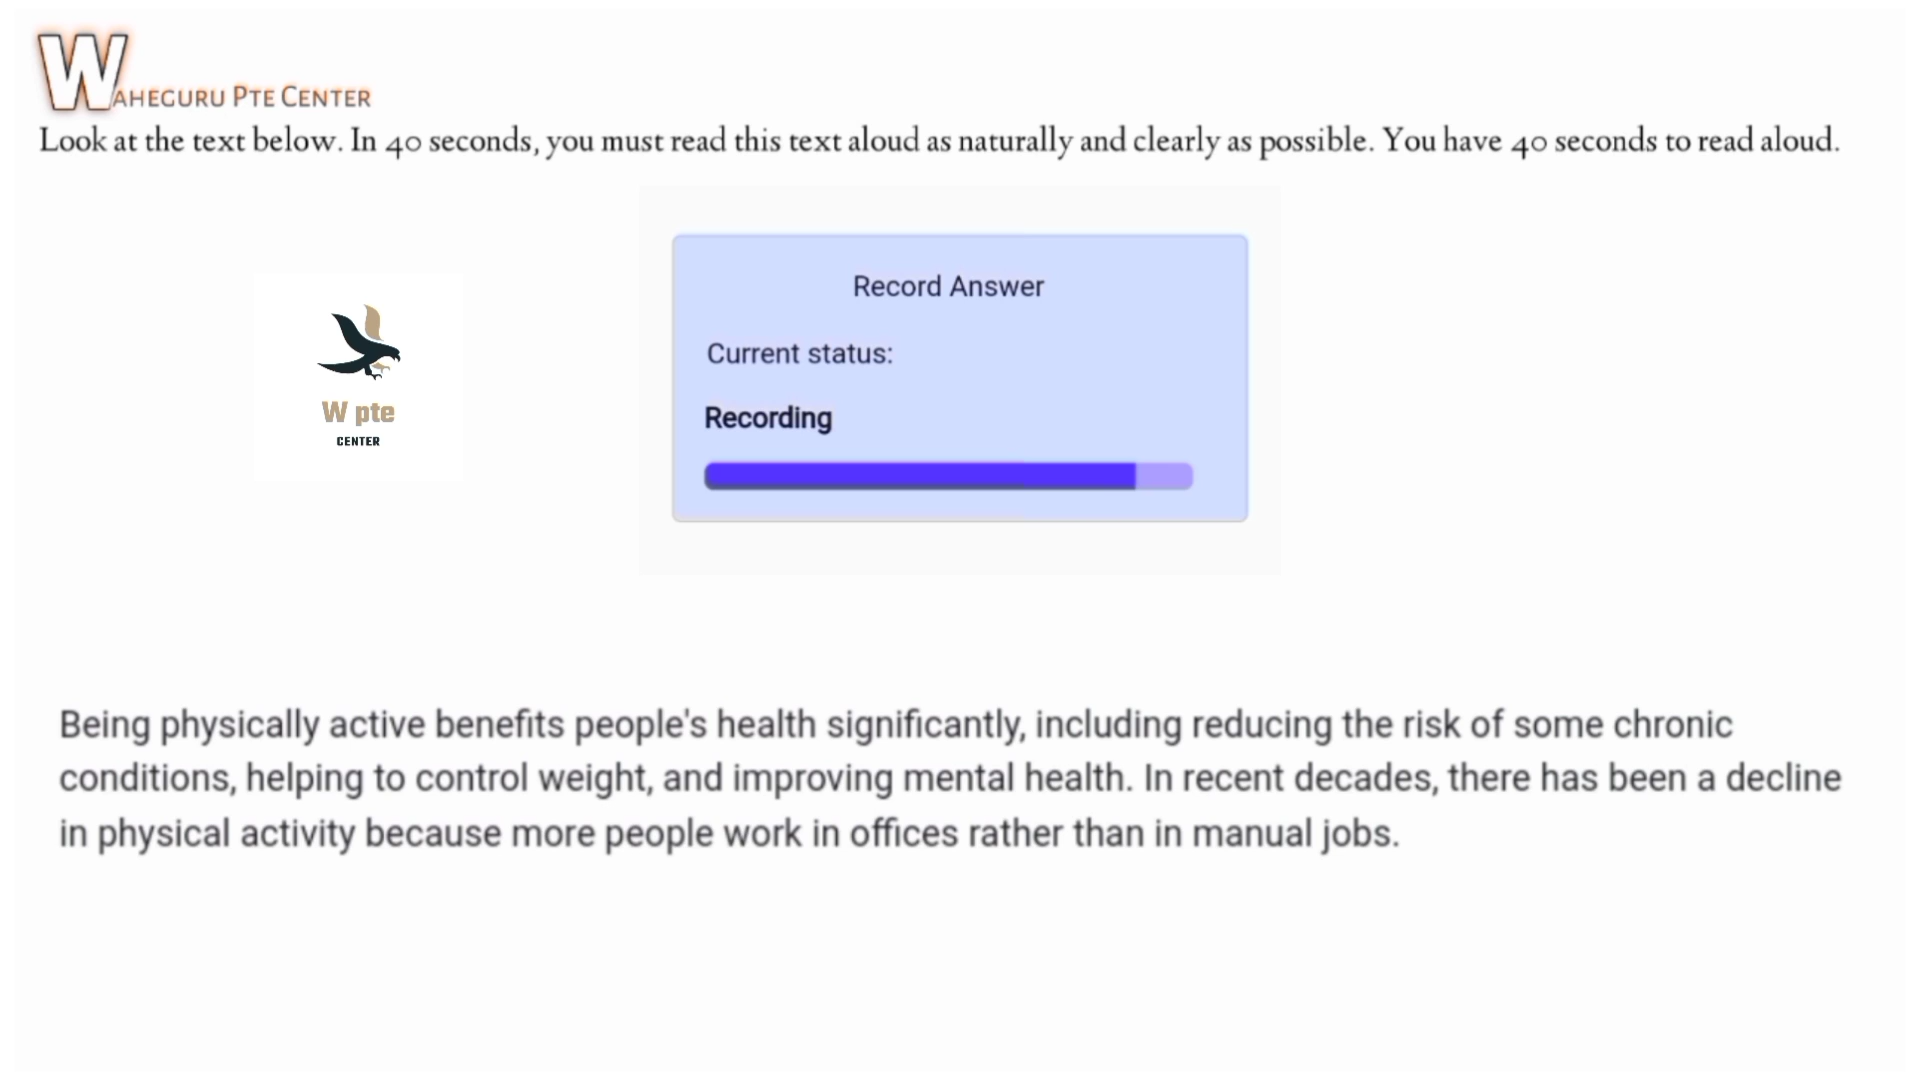 WAHEGURU PTE CENTER
Look at the text below. In 40 seconds, you must read this text aloud as naturally and clearly as possible. You have 40 seconds to read aloud.
Record Answer
Current status:
Recording
W pte
CENTER
Being physically active benefits people's health significantly, including reducing the risk of some chronic
conditions, helping to control weight, and improving mental health. In recent decades, there has been a decline
in physical activity because more people work in offices rather than in manual jobs.